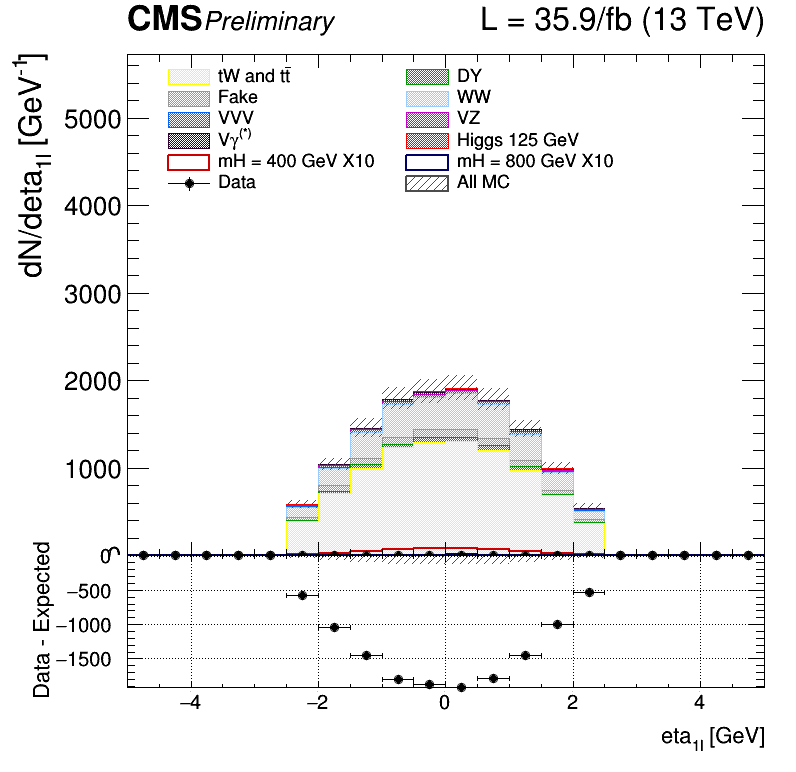 CMS Preliminary L = 35.9/fb (13 TeV)
dN/deta1l [GeV-1]
tW and tt̄ DY
Fake WW
VVV VZ
Vγ(*) Higgs 125 GeV
mH = 400 GeV X10 mH = 800 GeV X10
Data All MC
5000
4000
3000
2000
1000
0
Data - Expected
−500
−1000
−1500
−4 −2 0 2 4
eta1l [GeV]